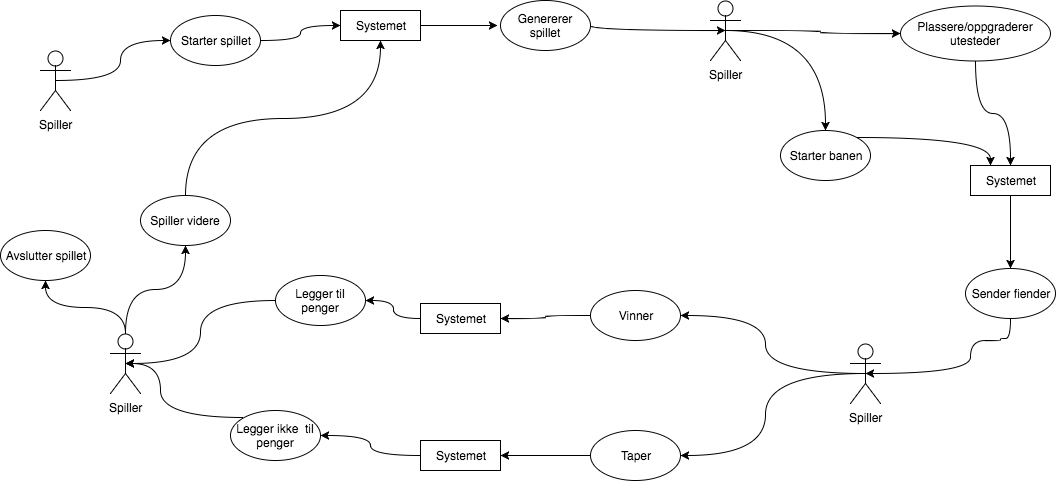 Spiller
Starter spillet
Systemet
Genererer
spillet
Spiller
Plassere/oppgraderer
utesteder
Starter banen
Systemet
Sender fiender
Spiller
Vinner
Systemet
Legger til
penger
Taper
Systemet
Legger ikke  til
penger
Spiller
Avslutter spillet
Spiller videre